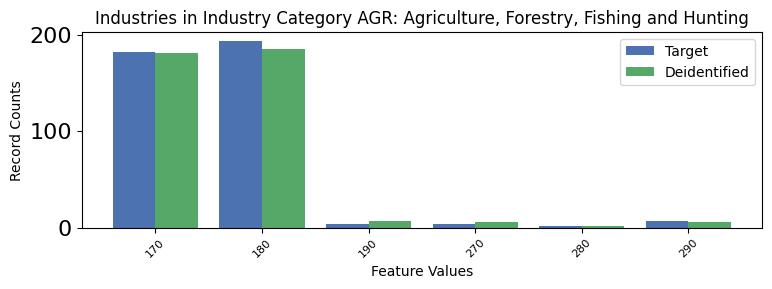 Industries in Industry Category AGR: Agriculture, Forestry, Fishing and Hunting
Target
Deidentified
Record Counts
200
100
0
170 180 190 270 280 290
Feature Values